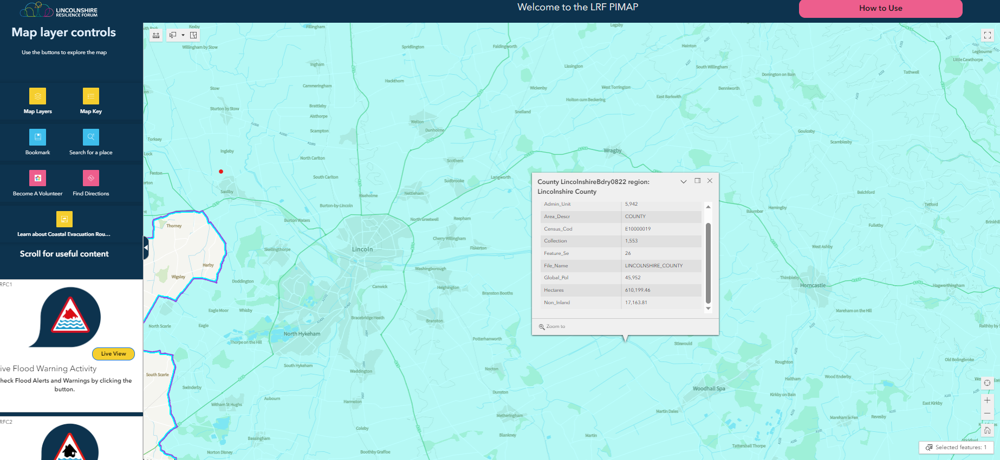 LINCOLNSHIRE
RESILIENCE FORUM
Welcome to the LRF PIMAP
How to Use
Map layer controls
Use the buttons to explore the map
Map Layers
Map Key
Bookmark
Search for a place
Become A Volunteer
Find Directions
Learn about Coastal Evacuation Rou...
Scroll for useful content
RFC1
Live View
ive Flood Warning Activity
heck Flood Alerts and Warnings by clicking the
button.
RFC2
Kexby
Fillingham
Legsby
Willingham by Stow
Spridlington
Faldingworth
Hainton
Legbourne
Little Cawthorpe
Ingham
Lissington
South Willingham
Donington on Bain
Tathwell
Hackthorn
Stow
Cammeringham
Wickenby
West Torrington
Benniworth
East Barkwith
Holton cum Beckering
Sturton by Stow
Brattleby
Aisthorpe
Snelland
Welton
Scampton
Dunholme
Goulceby
Torksey
Scamblesby
Ingleby
Wragby
Lock
North Carlton
Scothern
Fenton
South Carlton
Sudbrooke
Langworth
erton
Saxilby
Nettleham
Riseholme
Belchford
Burton-by-Lincoln
Tetford
Baumber
Hemingby
Burton Waters
North Greetwell
Reepham
Thorney
Fulletby
Brinkhi
Cherry Willingham
Fiskerton
Skellingthorpe
Lincoln
West Ashby
Harby
Washingborough
Wigsley
Doddington
Canwick
Heighington
Branston Booths
Thimbleby
Horncastle
Hagworthingham
Eagle Moor
Whisby
Bracebridge Heath
Branston
Mareham on the Hill
North Scarle
Eagle
Raithby by S
North Hykeham
Thorpe on the Hill
Potterhanworth
Stixwould
South Hykeham
Roughton
Old Bolingbroke
South Scarle
Waddington
Nocton
Haltham
Wood Enderby
Swinderby
Dunston
Woodhall Spa
Kirkby on Bain
Aubourn
Harmston
East Kirkby
Witham St Hughs
Metheringham
Martin Dales
Mareham le Fen
Revesby
Coleby
Blankney
Martin
Bassingham
Stickford
Norton Disney
Boothby Graffoe
Tattershall Thorpe
County LincolnshireBdry0822 region:
Lincolnshire County
Admin_Unit 5,942
Area_Descr COUNTY
Census_Cod E10000019
Collection 1,553
Feature_Se 26
File_Name LINCOLNSHIRE_COUNTY
Global_Pol 45,952
Hectares 610,199.46
Non_Inland 17,163.81
Zoom to
Selected features: 1